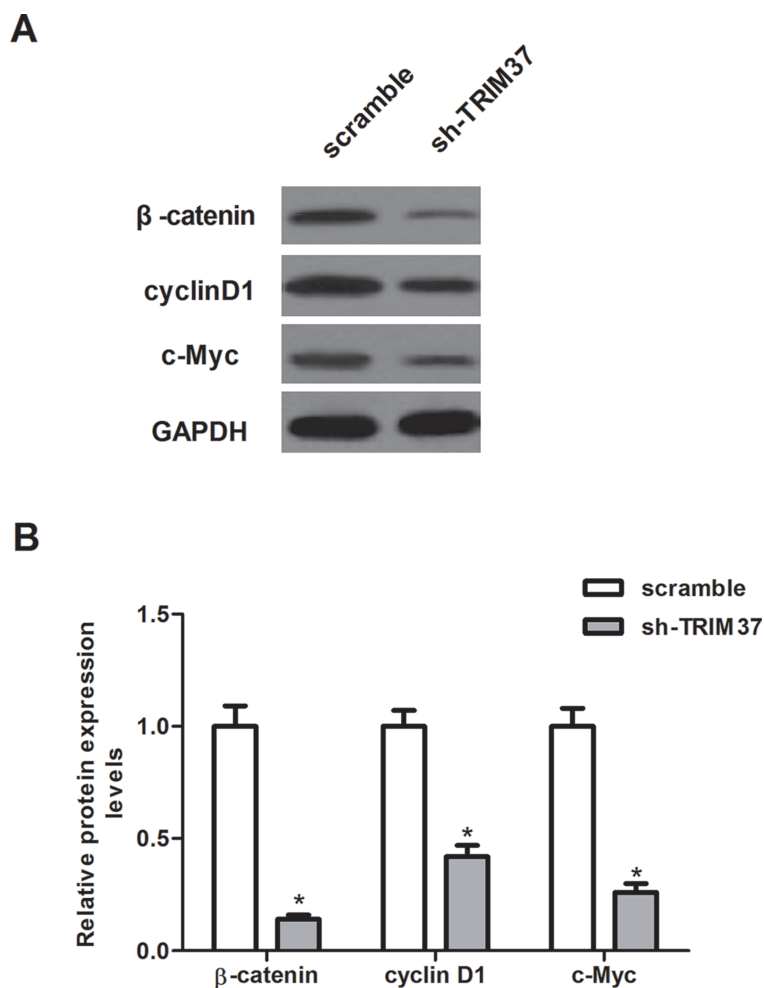 A
scramble
sh-TRIM37
β -catenin
cyclinD1
c-Myc
GAPDH
B
scramble
sh-TRIM37
Relative protein expression
levels
1.5
1.0
0.5
0.0
*
*
*
β-catenin
cyclin D1
c-Myc